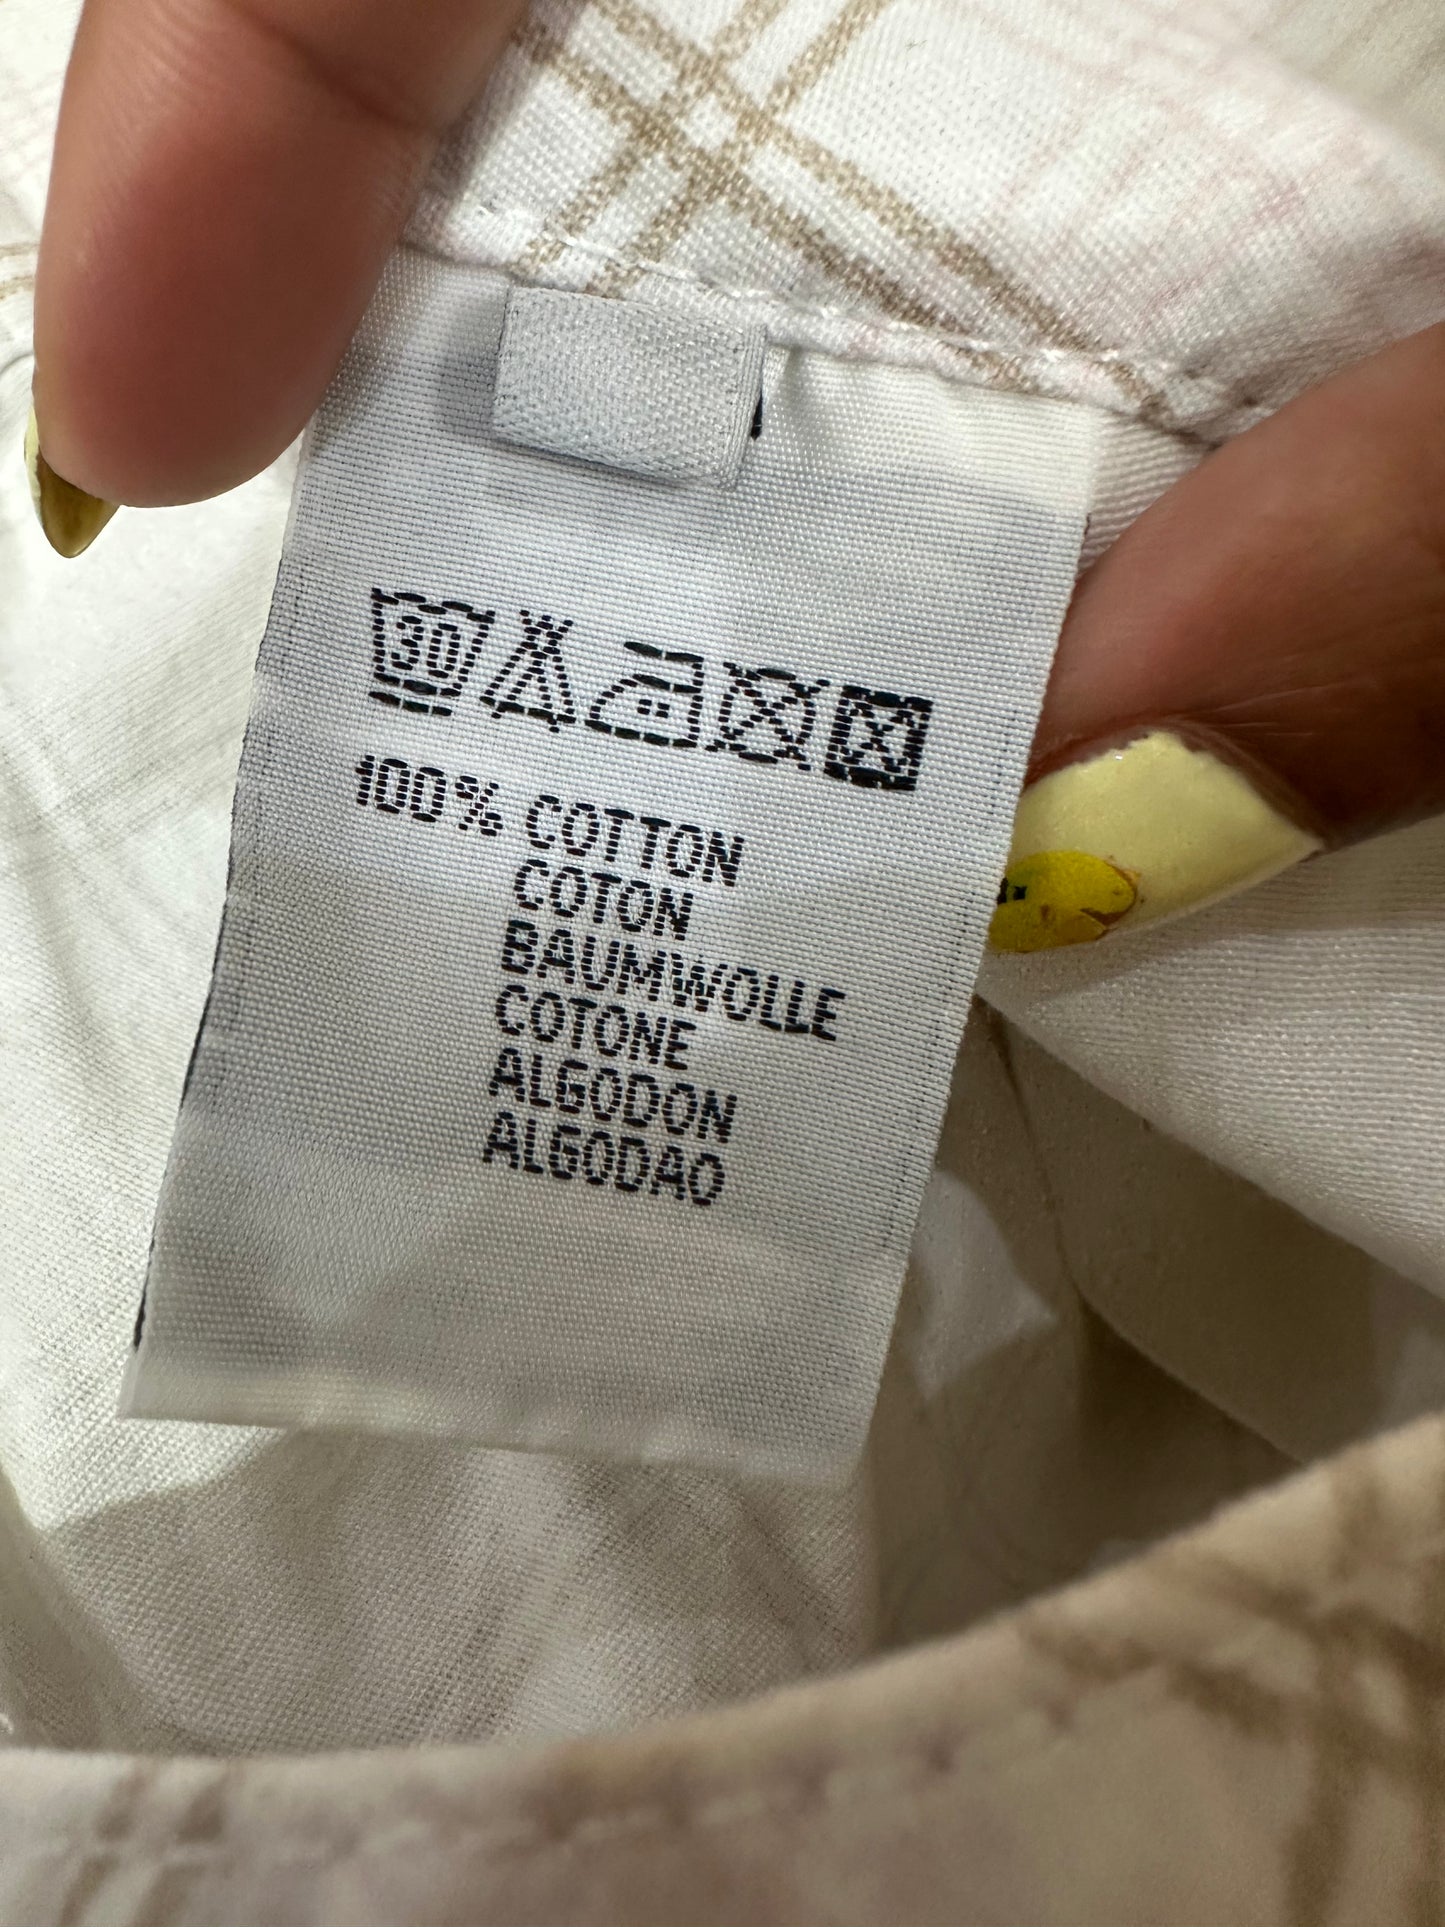 30
100% COTTON
COTON
BAUMWOLLE
COTONE
ALGODON
ALGODAO